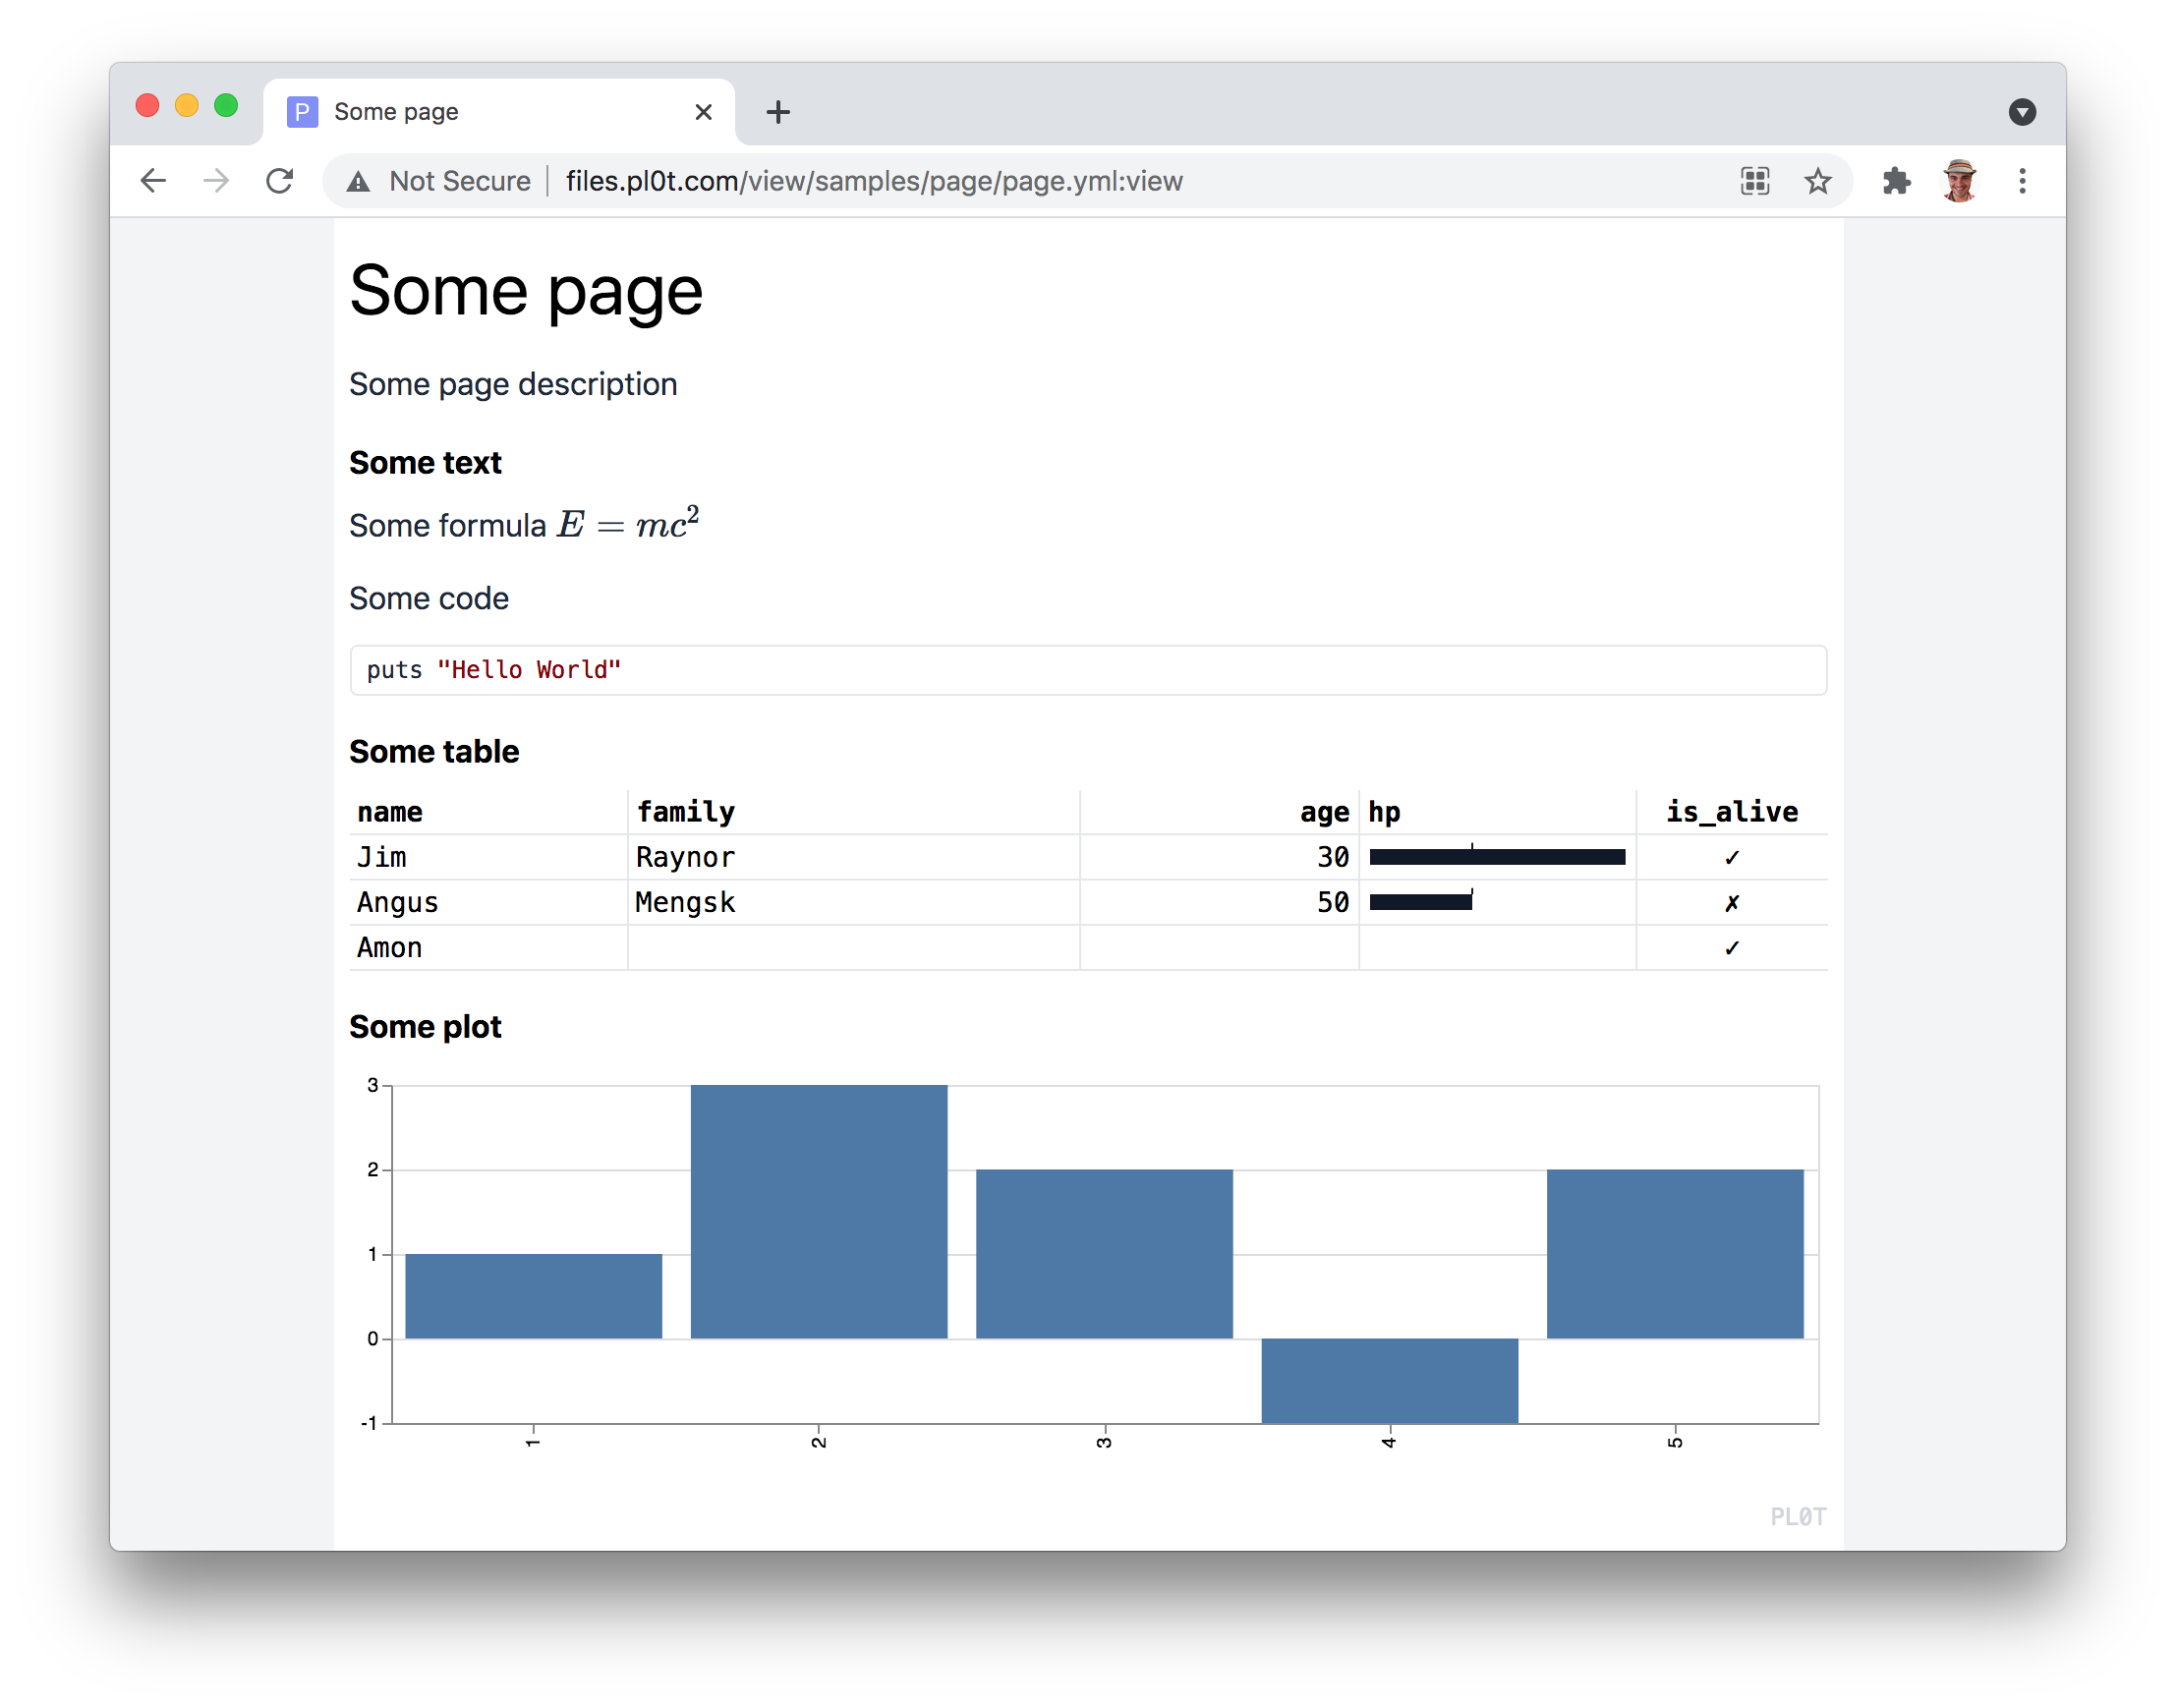 P Some page
Not Secure | files.pl0t.com/view/samples/page/page.yml:view
Some page
Some page description
Some text
Some formula E = mc²
Some code
puts "Hello World"
Some table
name family age hp is_alive
Jim Raynor 30 ✓
Angus Mengsk 50 ✗
Amon ✓
Some plot
3
2
1
0
-1
1 2 3 4 5
PL0T